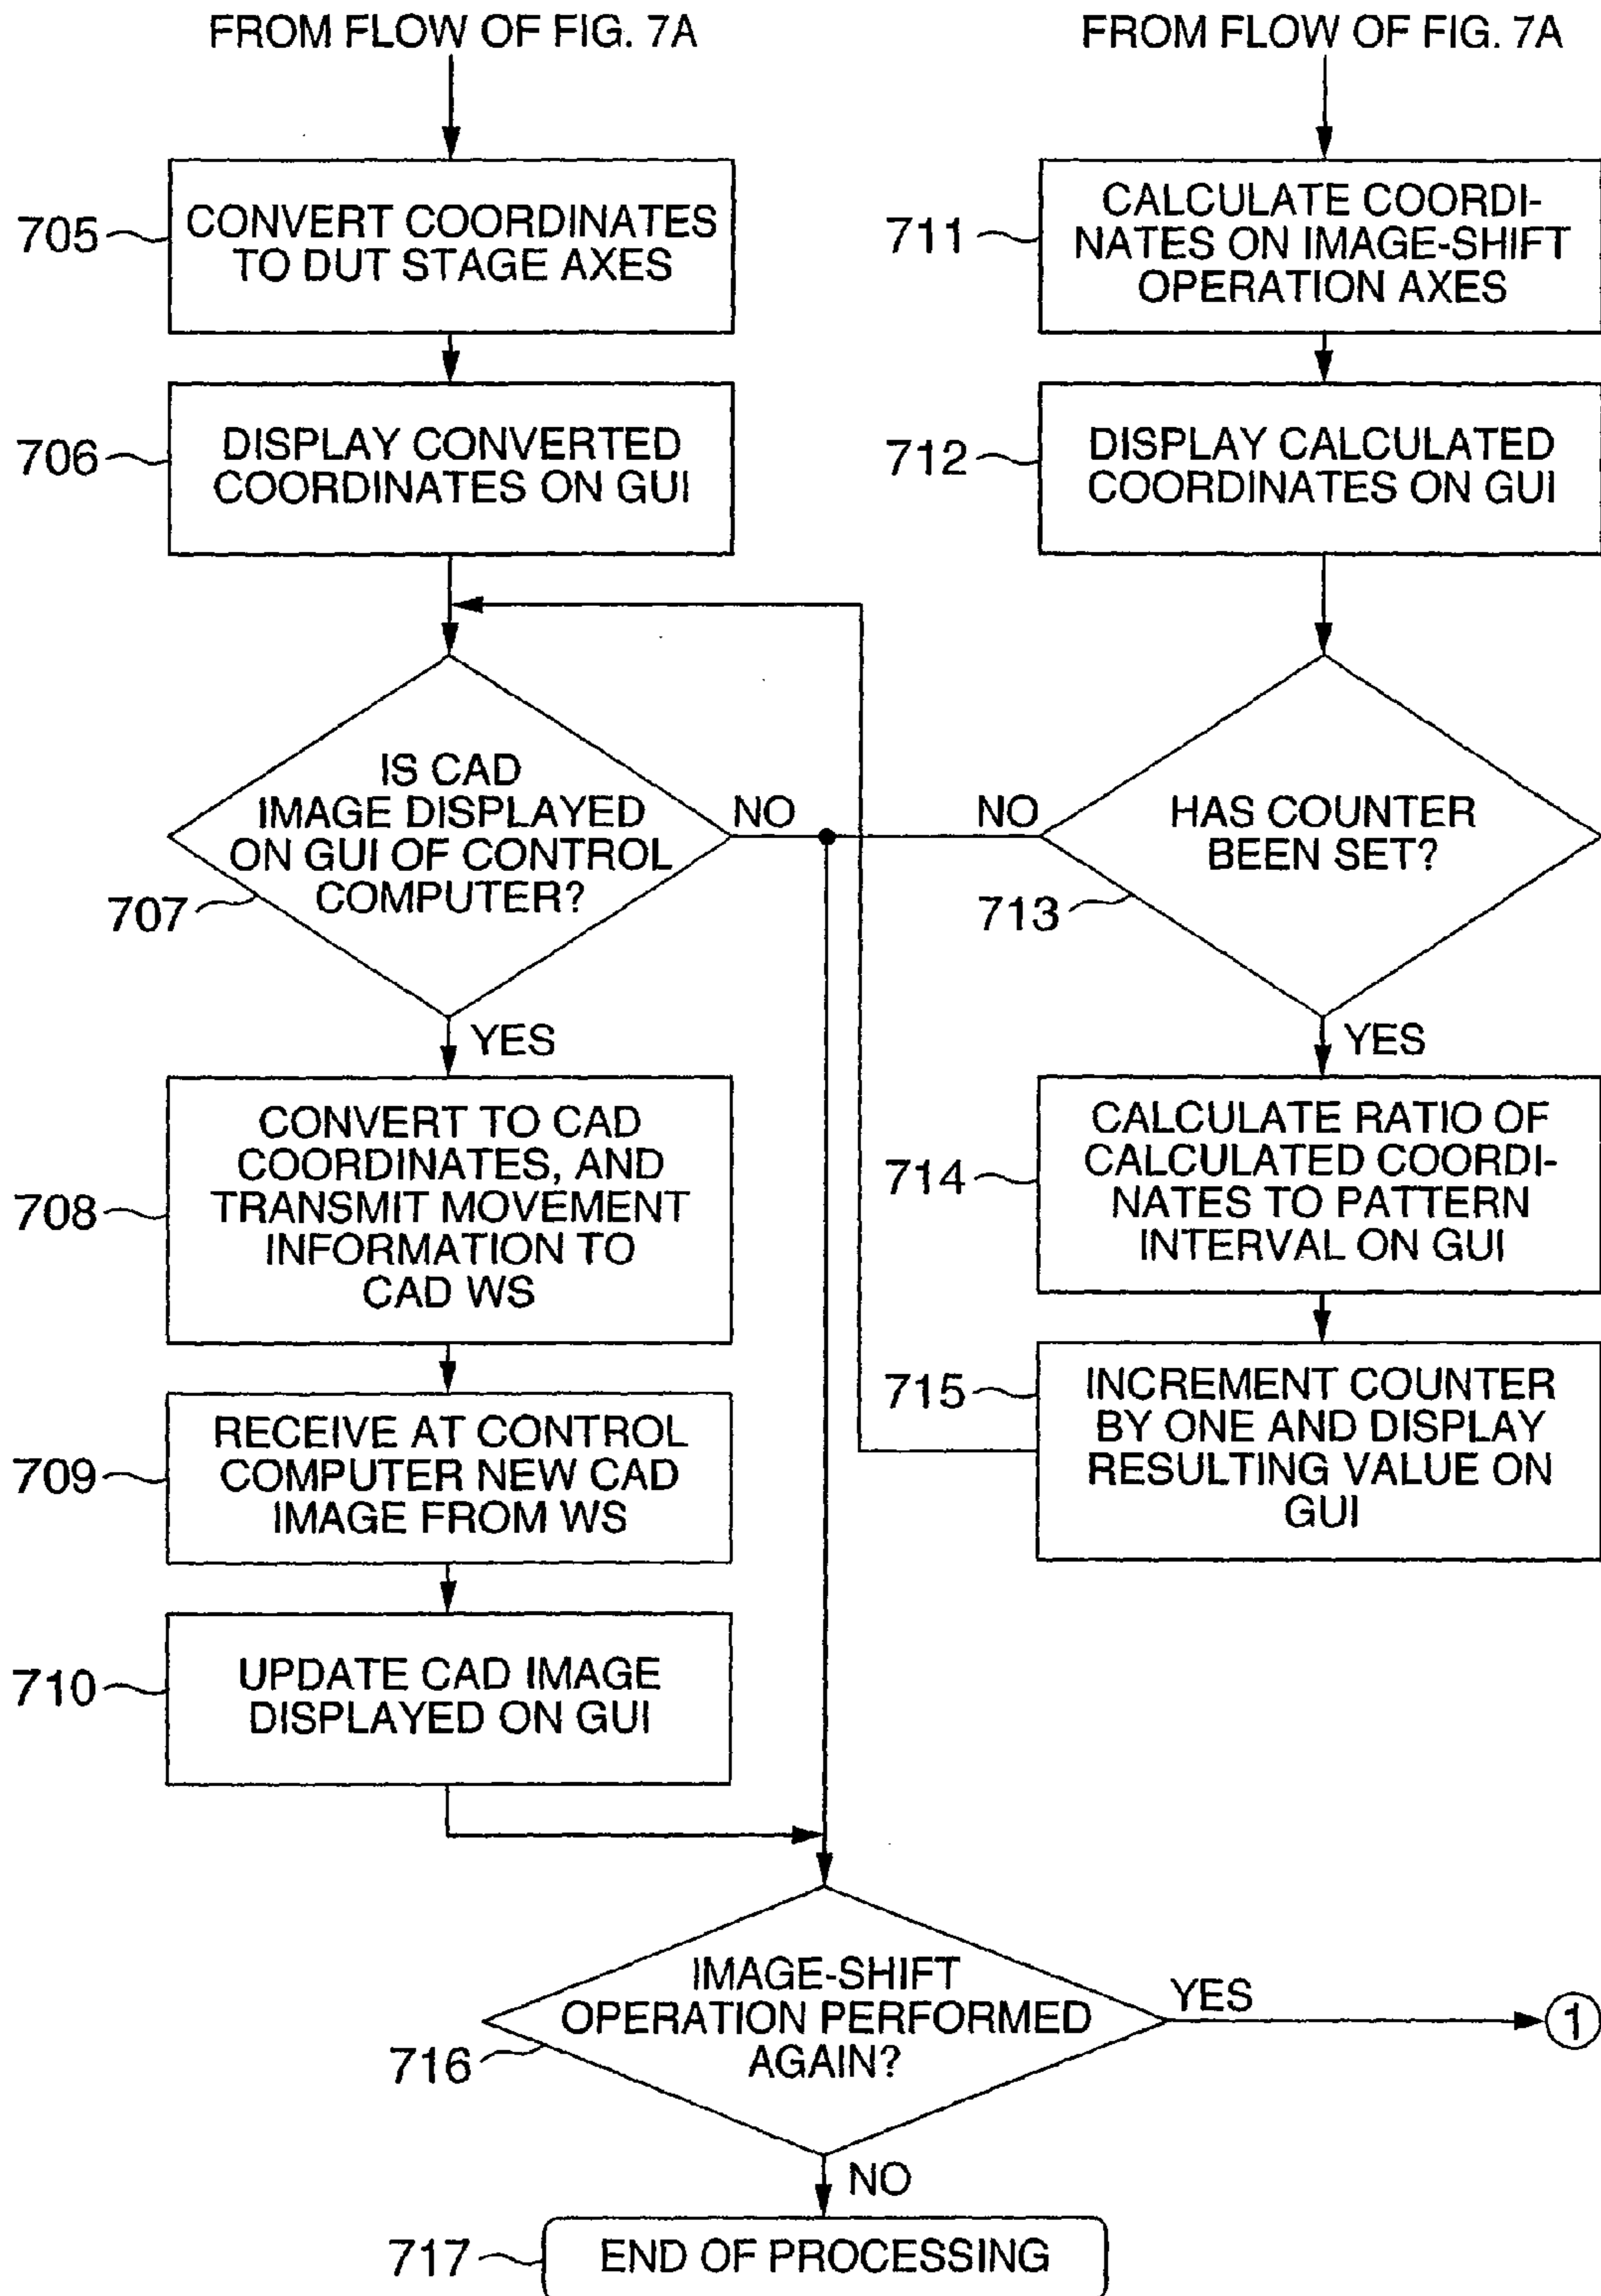 FROM FLOW OF FIG. 7A
705
CONVERT COORDINATES
TO DUT STAGE AXES
706
DISPLAY CONVERTED
COORDINATES ON GUI
IS CAD
IMAGE DISPLAYED
ON GUI OF CONTROL
COMPUTER?
707
NO
YES
708
CONVERT TO CAD
COORDINATES, AND
TRANSMIT MOVEMENT
INFORMATION TO
CAD WS
709
RECEIVE AT CONTROL
COMPUTER NEW CAD
IMAGE FROM WS
710
UPDATE CAD IMAGE
DISPLAYED ON GUI
FROM FLOW OF FIG. 7A
711
CALCULATE COORDI-
NATES ON IMAGE-SHIFT
OPERATION AXES
712
DISPLAY CALCULATED
COORDINATES ON GUI
NO
HAS COUNTER
BEEN SET?
713
YES
714
CALCULATE RATIO OF
CALCULATED COORDI-
NATES TO PATTERN
INTERVAL ON GUI
715
INCREMENT COUNTER
BY ONE AND DISPLAY
RESULTING VALUE ON
GUI
IMAGE-SHIFT
OPERATION PERFORMED
AGAIN?
716
YES
1
NO
717
END OF PROCESSING